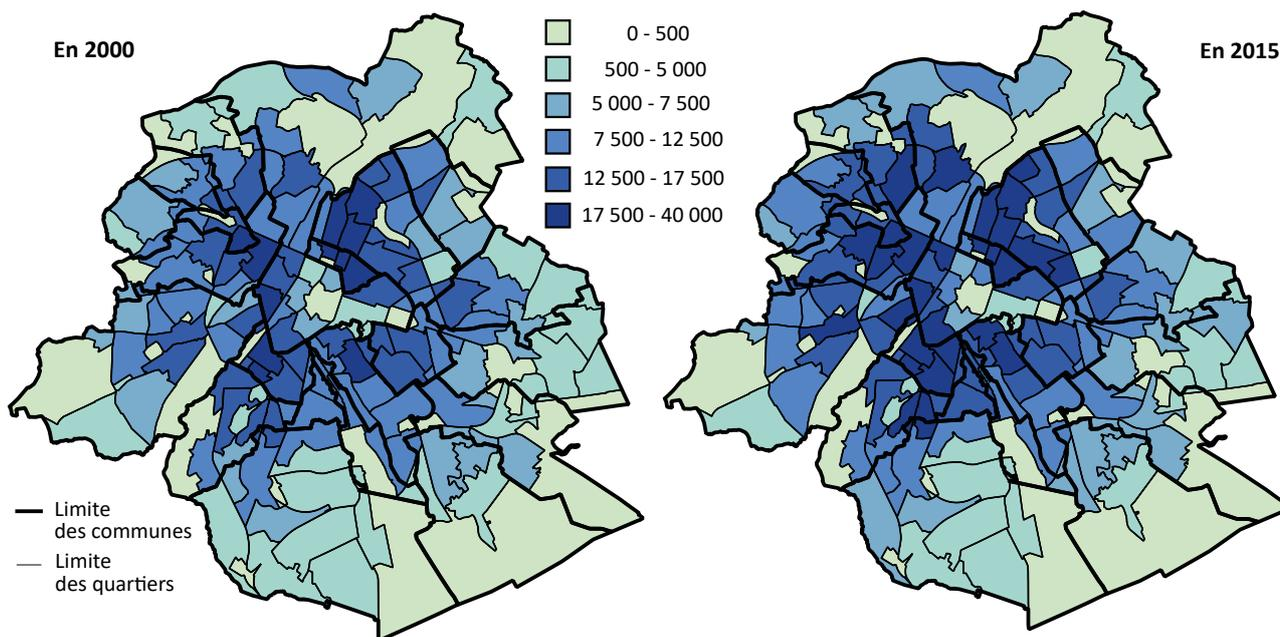 En 2000
0 - 500
500 - 5 000
5 000 - 7 500
7 500 - 12 500
12 500 - 17 500
17 500 - 40 000
En 2015
Limite
des communes
Limite
des quartiers